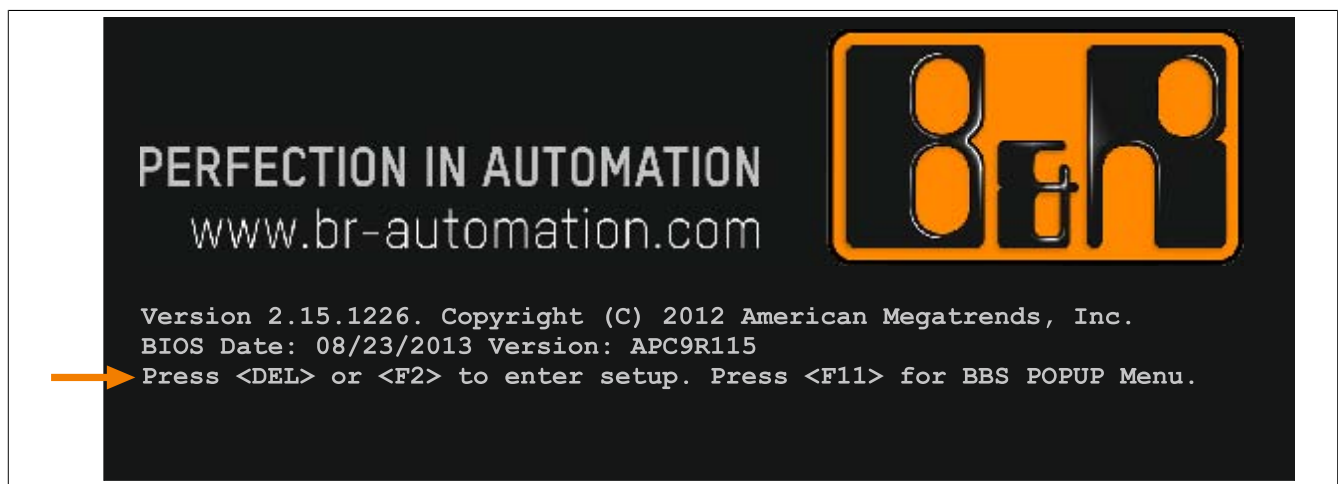 PERFECTION IN AUTOMATION
www.br-automation.com
B&R
Version 2.15.1226. Copyright (C) 2012 American Megatrends, Inc.
BIOS Date: 08/23/2013 Version: APC9R115
Press <DEL> or <F2> to enter setup. Press <F11> for BBS POPUP Menu.